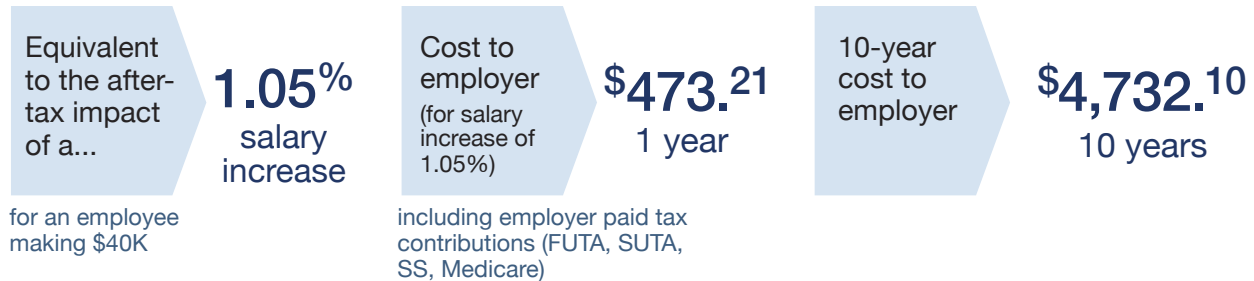 Equivalent
to the after-
tax impact
of a...
1.05%
salary
increase
for an employee
making $40K
Cost to
employer
(for salary
increase of
1.05%)
$473.21
1 year
including employer paid tax
contributions (FUTA, SUTA,
SS, Medicare)
10-year
cost to
employer
$4,732.10
10 years